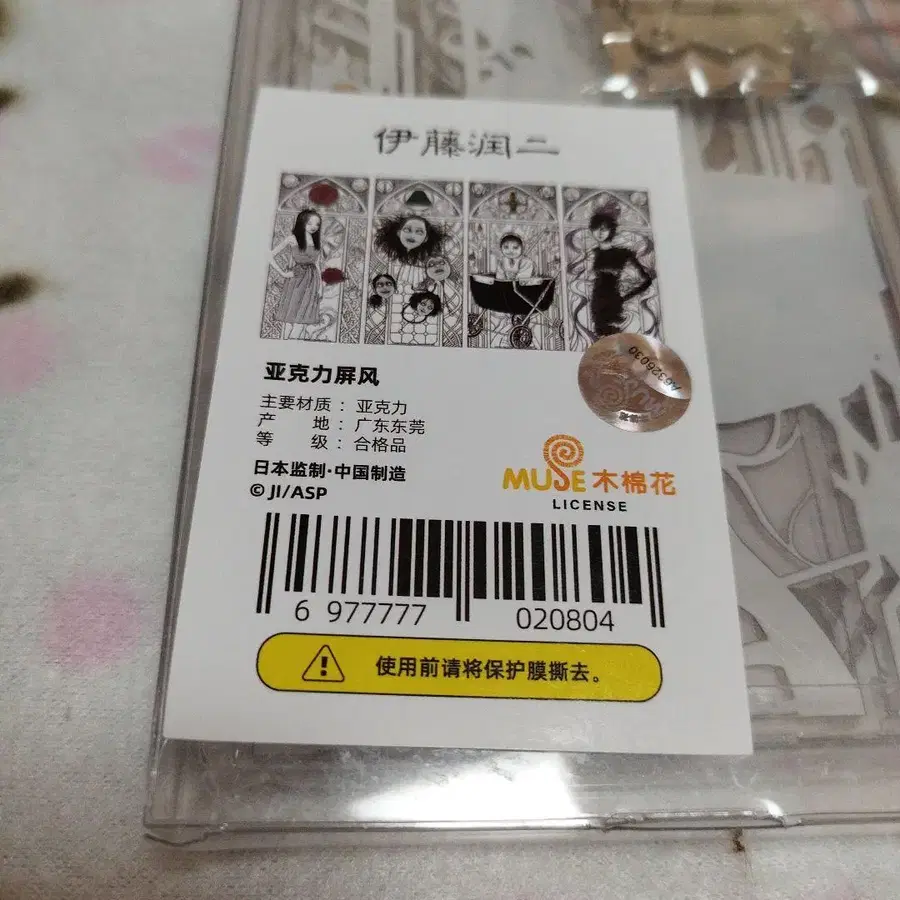 伊藤润二
亚克力屏风
主要材质：亚克力
产 地：广东东莞
等 级：合格品
日本监制·中国制造
© JI/ASP
A6326030
MUSE 木棉花
LICENSE
6 977777 020804
使用前请将保护膜撕去。